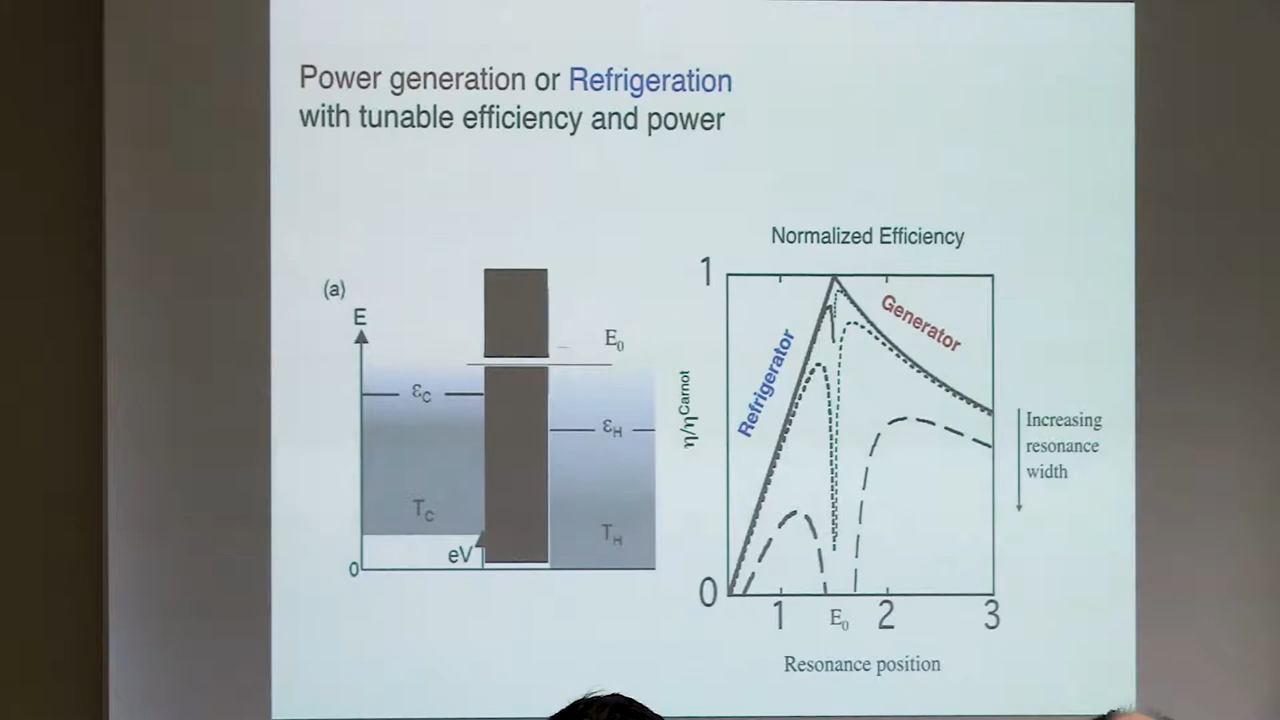 Power generation or Refrigeration
with tunable efficiency and power
(a)
E
E₀
εC
εH
TC
TH
eV
0
Normalized Efficiency
1
0
η/ηCarnot
Refrigerator
Generator
Increasing
resonance
width
1 E₀ 2 3
Resonance position